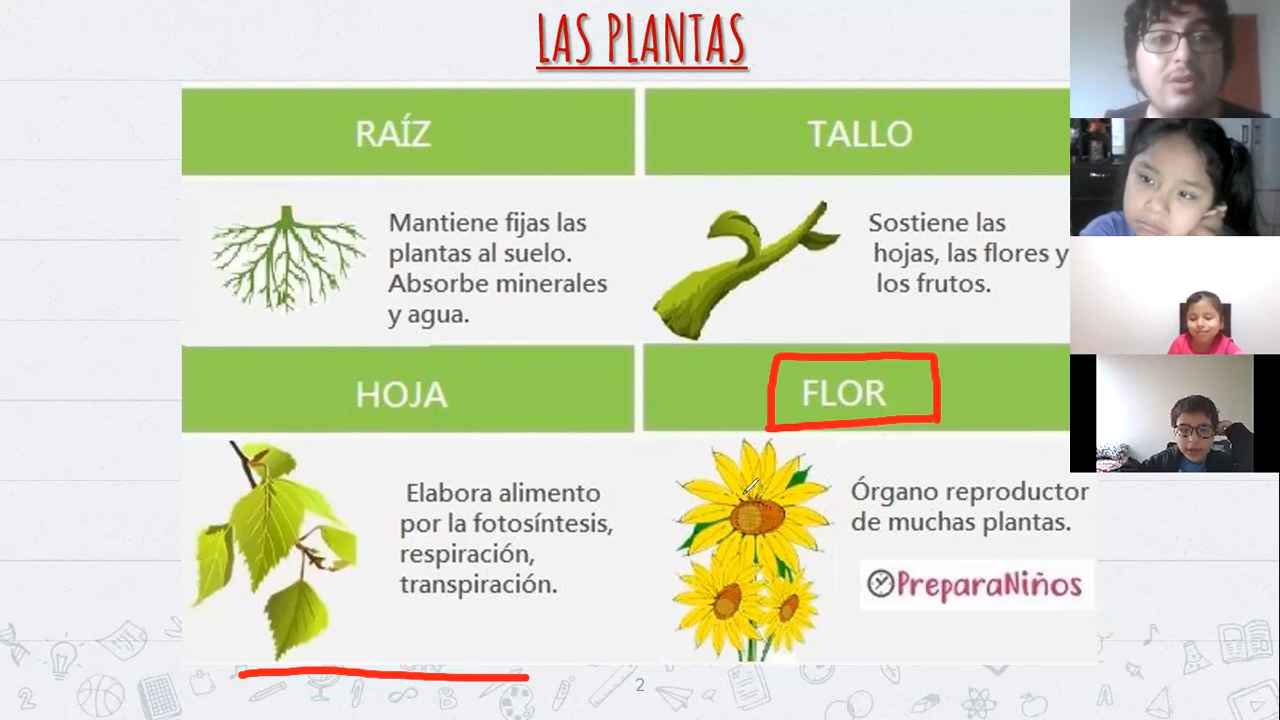 LAS PLANTAS
RAÍZ
Mantiene fijas las
plantas al suelo.
Absorbe minerales
y agua.
TALLO
Sostiene las
hojas, las flores y
los frutos.
HOJA
Elabora alimento
por la fotosíntesis,
respiración,
transpiración.
FLOR
Órgano reproductor
de muchas plantas.
PreparaNiños
2